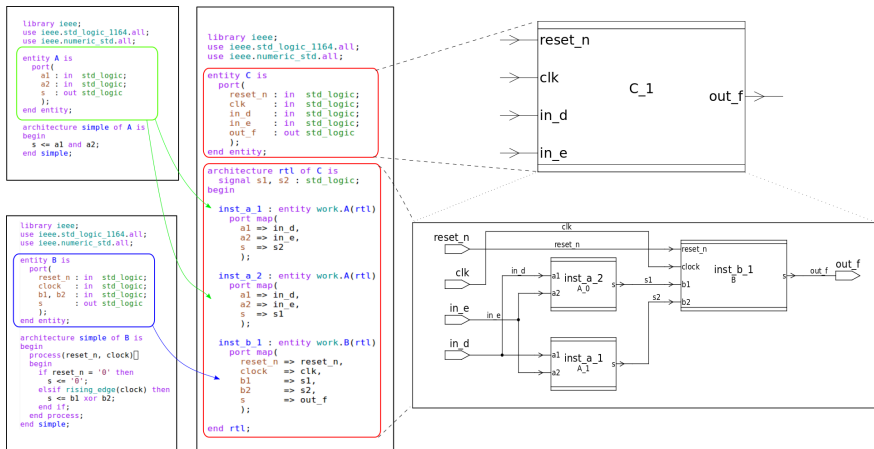 library ieee;
use ieee.std_logic_1164.all;
use ieee.numeric_std.all;
entity A is
port(
a1 : in std_logic;
a2 : in std_logic;
s : out std_logic
);
end entity;
architecture simple of A is
begin
s <= a1 and a2;
end simple;
library ieee;
use ieee.std_logic_1164.all;
use ieee.numeric_std.all;
entity B is
port(
reset_n : in std_logic;
clock : in std_logic;
b1, b2 : in std_logic;
s : out std_logic
);
end entity;
architecture simple of B is
begin
process(reset_n, clock)
begin
if reset_n = '0' then
s <= '0';
elsif rising_edge(clock) then
s <= b1 xor b2;
end if;
end process;
end simple;
library ieee;
use ieee.std_logic_1164.all;
use ieee.numeric_std.all;
entity C is
port(
reset_n : in std_logic;
clk : in std_logic;
in_d : in std_logic;
in_e : in std_logic;
out_f : out std_logic
);
end entity;
architecture rtl of C is
signal s1, s2 : std_logic;
begin
inst_a_1 : entity work.A(rtl)
port map(
a1 => in_d,
a2 => in_e,
s => s2
);
inst_a_2 : entity work.A(rtl)
port map(
a1 => in_d,
a2 => in_e,
s => s1
);
inst_b_1 : entity work.B(rtl)
port map(
reset_n => reset_n,
clock => clk,
b1 => s1,
b2 => s2,
s => out_f
);
end rtl;
reset_n
clk
C_1
out_f
in_d
in_e
clk
reset_n
reset_n
reset_n
clk
clock
inst_b_1
B
s
out_f
out_f
in_d
a1
inst_a_2
A_0
s
s1
b1
a2
s2
b2
in_e
in_e
in_d
a1
inst_a_1
A_1
s
a2